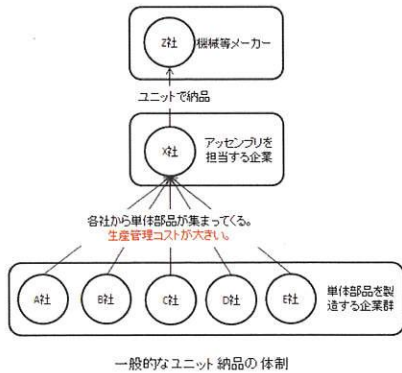 Z社
機械等メーカー
ユニットで納品
X社
アッセンブリを
担当する企業
各社から単体部品が集まってくる。
生産管理コストが大きい。
A社
B社
C社
D社
E社
単体部品を製
造する企業群
一般的なユニット納品の体制